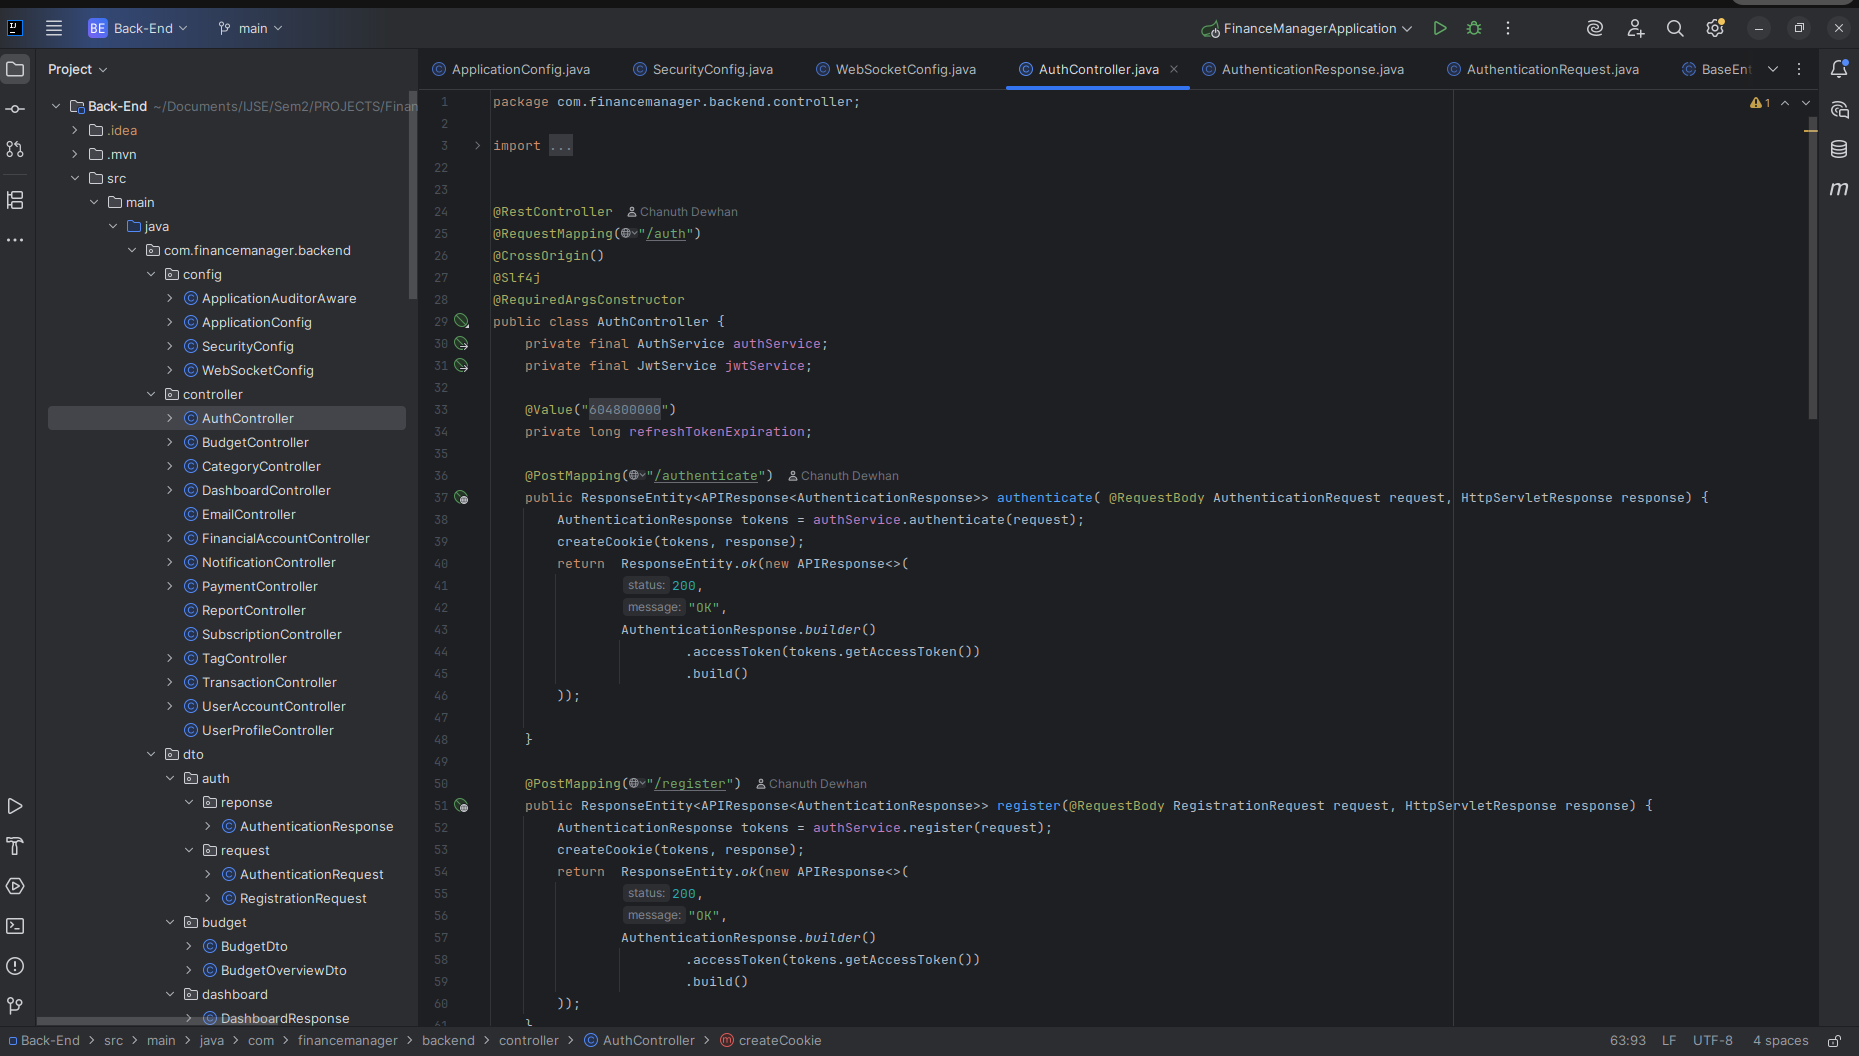 BE Back-End main FinanceManagerApplication
Project
Back-End ~/Documents/IJSE/Sem2/PROJECTS/Finan
.idea
.mvn
src
main
java
com.financemanager.backend
config
ApplicationAuditorAware
ApplicationConfig
SecurityConfig
WebSocketConfig
controller
AuthController
BudgetController
CategoryController
DashboardController
EmailController
FinancialAccountController
NotificationController
PaymentController
ReportController
SubscriptionController
TagController
TransactionController
UserAccountController
UserProfileController
dto
auth
reponse
AuthenticationResponse
request
AuthenticationRequest
RegistrationRequest
budget
BudgetDto
BudgetOverviewDto
dashboard
DashboardResponse
ApplicationConfig.java SecurityConfig.java WebSocketConfig.java AuthController.java AuthenticationResponse.java AuthenticationRequest.java BaseEnt
1 package com.financemanager.backend.controller; 1
2
3 import ...
22
23
24 @RestController Chanuth Dewhan
25 @RequestMapping("/auth")
26 @CrossOrigin()
27 @Slf4j
28 @RequiredArgsConstructor
29 public class AuthController {
30 private final AuthService authService;
31 private final JwtService jwtService;
32
33 @Value("604800000")
34 private long refreshTokenExpiration;
35
36 @PostMapping("/authenticate") Chanuth Dewhan
37 public ResponseEntity<APIResponse<AuthenticationResponse>> authenticate( @RequestBody AuthenticationRequest request, HttpServletResponse response) {
38 AuthenticationResponse tokens = authService.authenticate(request);
39 createCookie(tokens, response);
40 return ResponseEntity.ok(new APIResponse<>(
41 status: 200,
42 message: "OK",
43 AuthenticationResponse.builder()
44 .accessToken(tokens.getAccessToken())
45 .build()
46 ));
47
48 }
49
50 @PostMapping("/register") Chanuth Dewhan
51 public ResponseEntity<APIResponse<AuthenticationResponse>> register(@RequestBody RegistrationRequest request, HttpServletResponse response) {
52 AuthenticationResponse tokens = authService.register(request);
53 createCookie(tokens, response);
54 return ResponseEntity.ok(new APIResponse<>(
55 status: 200,
56 message: "OK",
57 AuthenticationResponse.builder()
58 .accessToken(tokens.getAccessToken())
59 .build()
60 ));
61 }
Back-End > src > main > java > com > financemanager > backend > controller > AuthController > createCookie 63:93 LF UTF-8 4 spaces